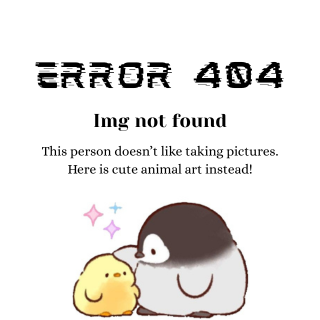 ERROR 404
Img not found
This person doesn’t like taking pictures.
Here is cute animal art instead!